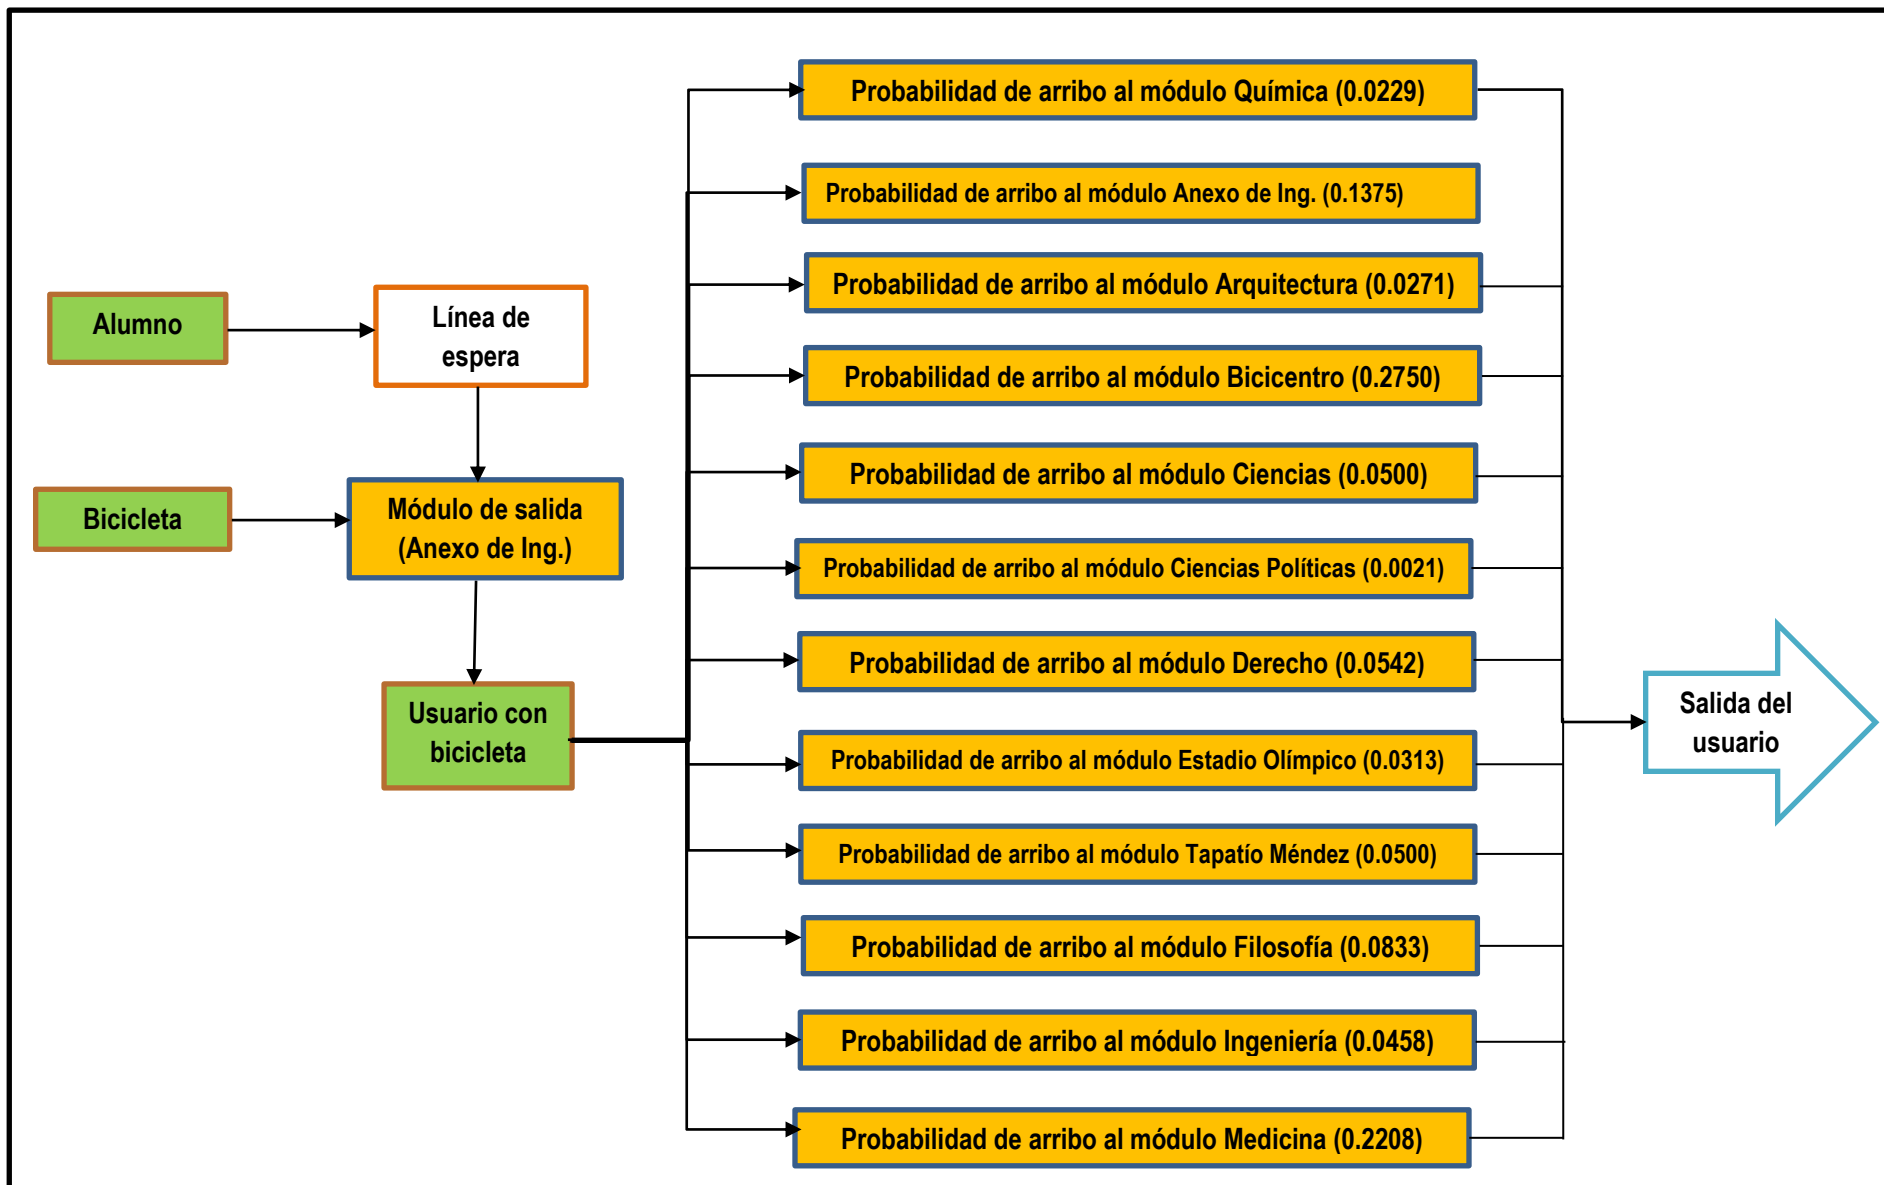 Probabilidad de arribo al módulo Química (0.0229)
Probabilidad de arribo al módulo Anexo de Ing. (0.1375)
Probabilidad de arribo al módulo Arquitectura (0.0271)
Alumno
Línea de
espera
Probabilidad de arribo al módulo Bicicentro (0.2750)
Probabilidad de arribo al módulo Ciencias (0.0500)
Bicicleta
Módulo de salida
(Anexo de Ing.)
Probabilidad de arribo al módulo Ciencias Políticas (0.0021)
Probabilidad de arribo al módulo Derecho (0.0542)
Usuario con
bicicleta
Salida del
usuario
Probabilidad de arribo al módulo Estadio Olímpico (0.0313)
Probabilidad de arribo al módulo Tapatío Méndez (0.0500)
Probabilidad de arribo al módulo Filosofía (0.0833)
Probabilidad de arribo al módulo Ingeniería (0.0458)
Probabilidad de arribo al módulo Medicina (0.2208)